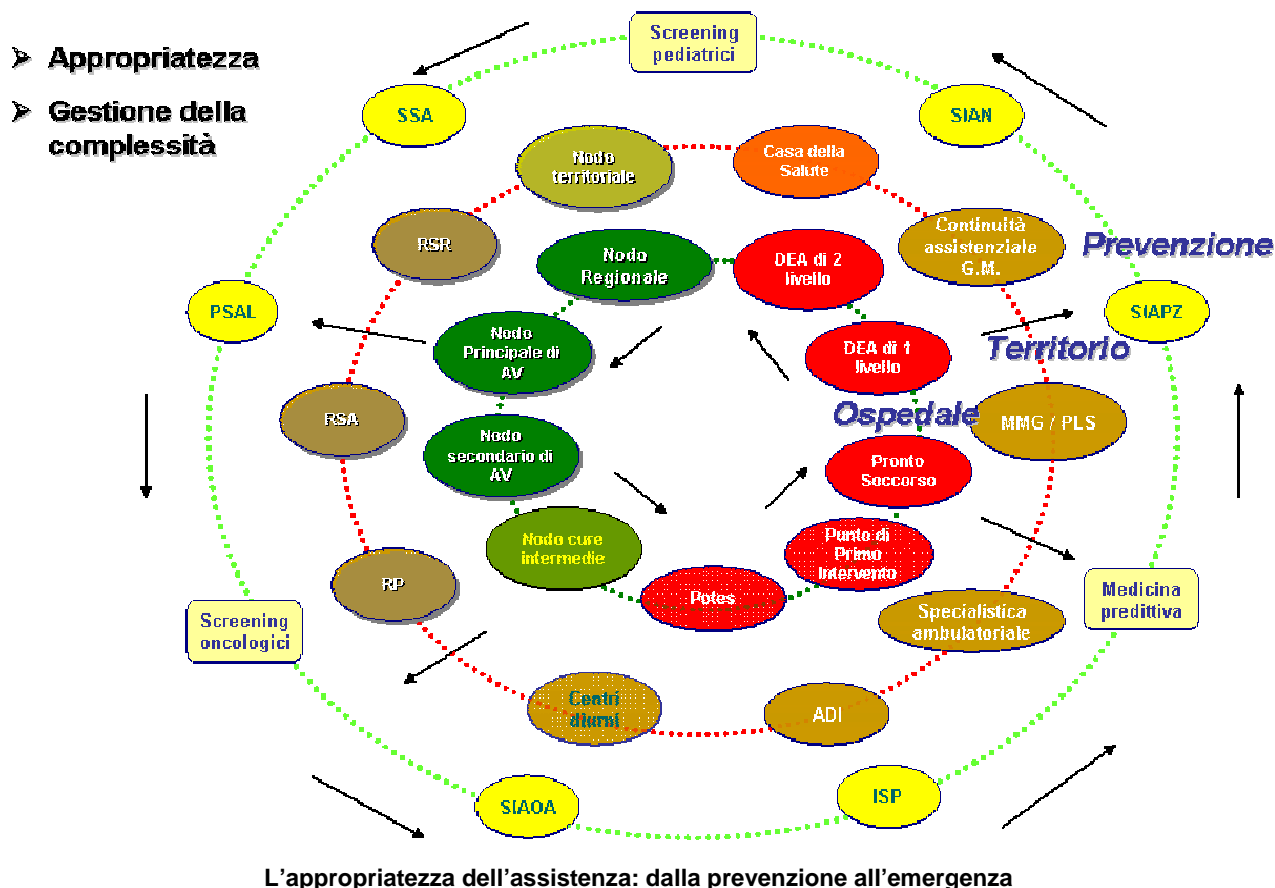 Appropriatezza
Gestione della
complessità
Screening
pediatrici
SSA
SIAN
Nodo
territoriale
Casa della
Salute
RSR
Continuità
assistenziale
G.M.
Prevenzione
Nodo
Regionale
DEA di 2
livello
PSAL
SIAPZ
Nodo
Principale di
AV
DEA di 1
livello
Territorio
RSA
Ospedale
MMG / PLS
Nodo
secondario di
AV
Pronto
Soccorso
Nodo cure
intermedie
Punto di
Primo
Intervento
RP
Potes
Medicina
predittiva
Screening
oncologici
Specialistica
ambulatoriale
Centri
diurni
ADI
SIAOA
ISP
L'appropriatezza dell'assistenza: dalla prevenzione all'emergenza